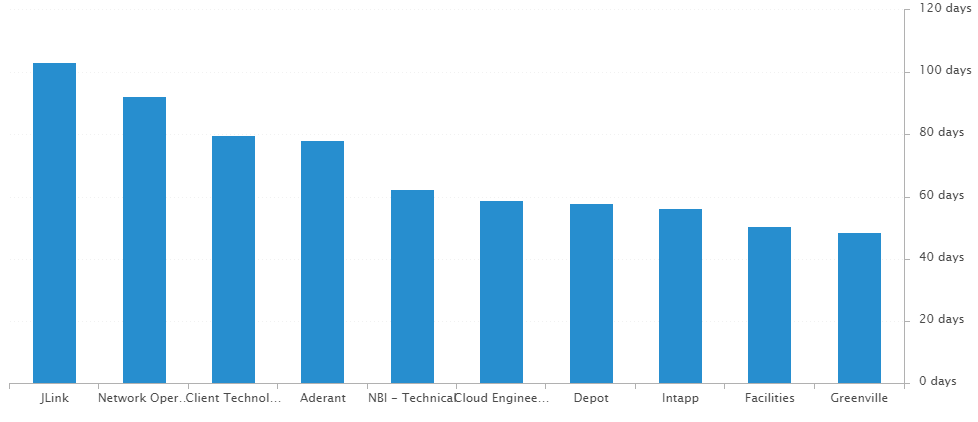 120 days
100 days
80 days
60 days
40 days
20 days
0 days
JLink Network Oper... Client Technol... Aderant NBI - Technical Cloud Enginee... Depot Intapp Facilities Greenville